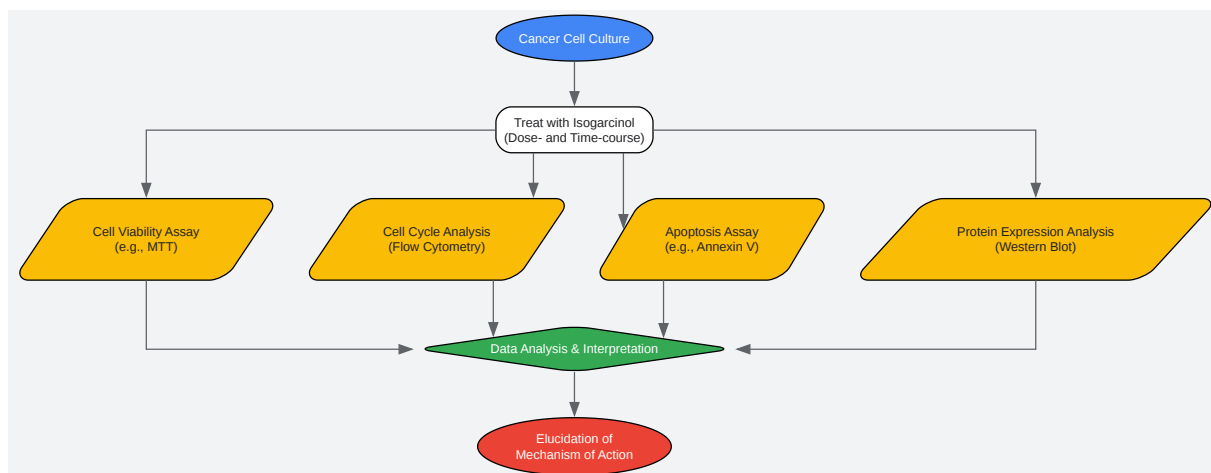 Cancer Cell Culture
Treat with Isogarcinol
(Dose- and Time-course)
Cell Viability Assay
(e.g., MTT)
Cell Cycle Analysis
(Flow Cytometry)
Apoptosis Assay
(e.g., Annexin V)
Protein Expression Analysis
(Western Blot)
Data Analysis & Interpretation
Elucidation of
Mechanism of Action